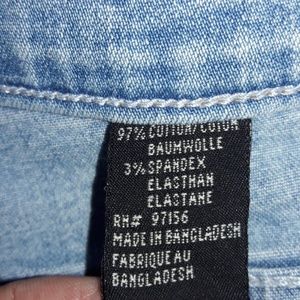 97% COTTON/COTON
BAUMWOLLE
3% SPANDEX
ELASTHAN
ELASTANE
RN# 97156
MADE IN BANGLADESH
FABRIQUE AU
BANGLADESH